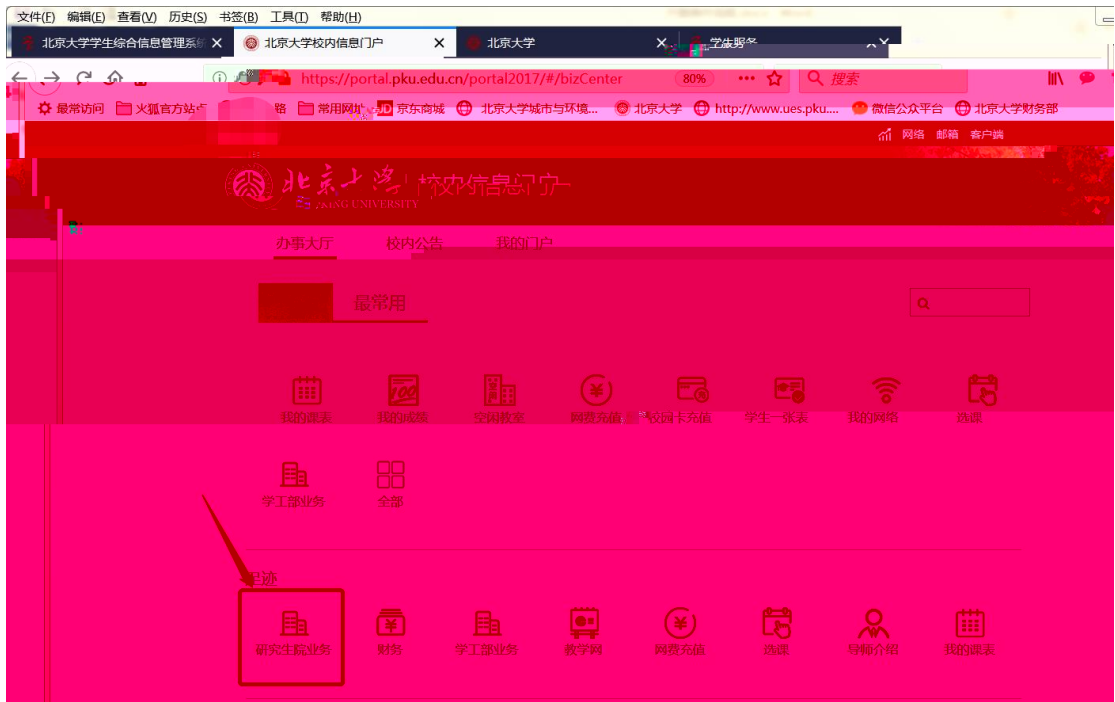 文件(F) 编辑(E) 查看(V) 历史(S) 书签(B) 工具(T) 帮助(H)
北京大学学生综合信息管理系统 北京大学校内信息门户 北京大学
https://portal.pku.edu.cn/portal2017/#/bizCenter 80% 搜索
最常访问 火狐官方站点 常用网址 JD 京东商城 北京大学城市与环境... 北京大学 http://www.ues.pku.... 微信公众平台 北京大学财务部
网络 邮箱 客户端
北京大学 校内信息门户
UNIVERSITY
办事大厅 校内公告 我的门户
最常用
我的课表 我的成绩 空闲教室 网费充值 校园卡充值 学生一张表 我的网络 选课
学工部业务 全部
足迹
研究生院业务 财务 学工部业务 教学网 网费充值 选课 导师介绍 我的课表